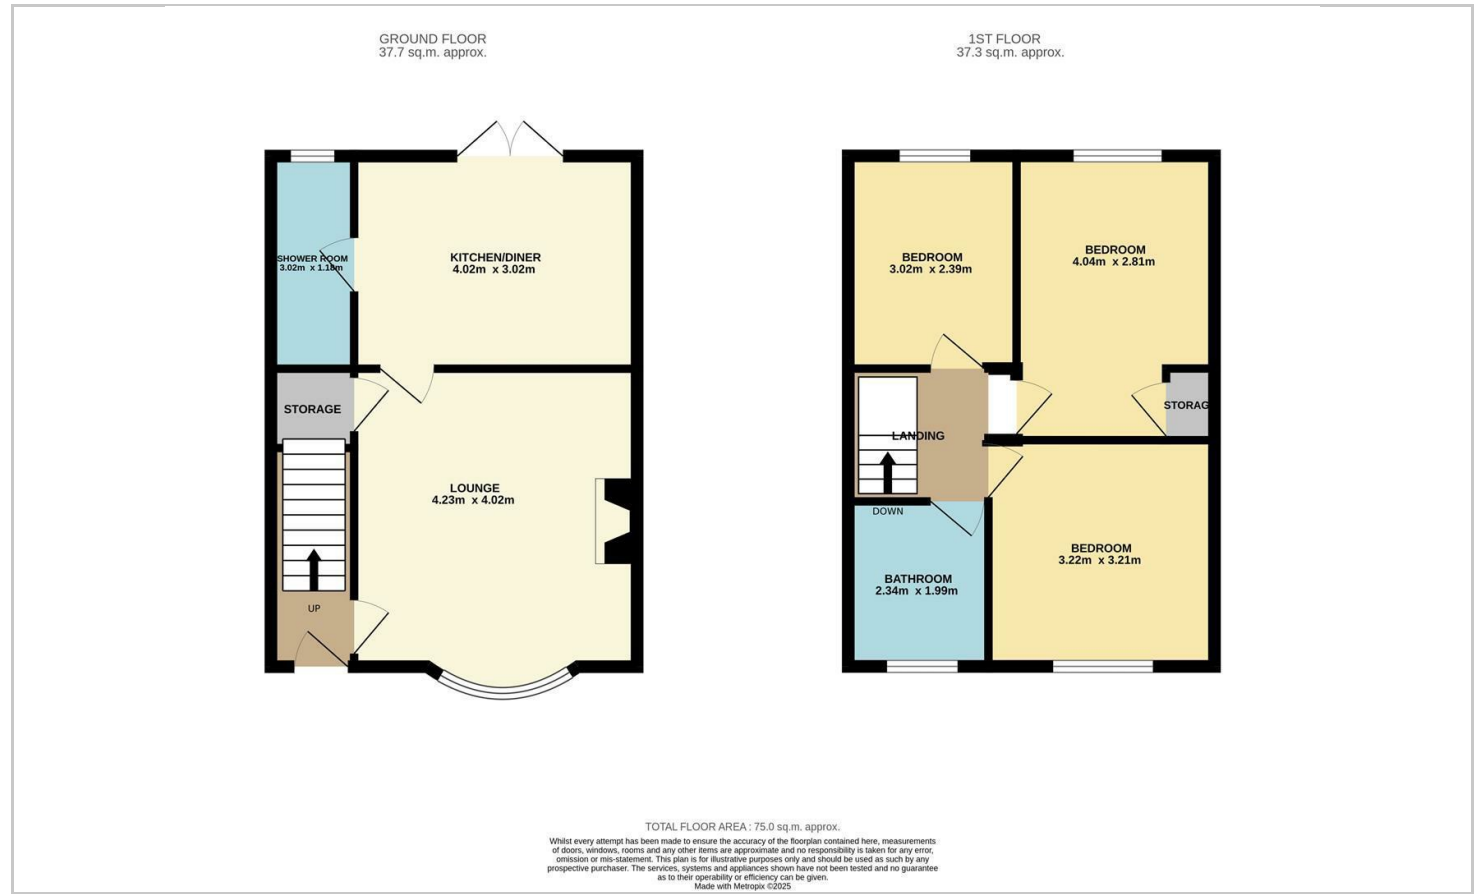 GROUND FLOOR
37.7 sq.m. approx.
SHOWER ROOM
3.02m x 1.18m
KITCHEN/DINER
4.02m x 3.02m
STORAGE
LOUNGE
4.23m x 4.02m
UP
1ST FLOOR
37.3 sq.m. approx.
BEDROOM
3.02m x 2.39m
BEDROOM
4.04m x 2.81m
STORAG
LANDING
DOWN
BATHROOM
2.34m x 1.99m
BEDROOM
3.22m x 3.21m
TOTAL FLOOR AREA : 75.0 sq.m. approx.
Whilst every attempt has been made to ensure the accuracy of the floorplan contained here, measurements
of doors, windows, rooms and any other items are approximate and no responsibility is taken for any error,
omission or mis-statement. This plan is for illustrative purposes only and should be used as such by any
prospective purchaser. The services, systems and appliances shown have not been tested and no guarantee
as to their operability or efficiency can be given.
Made with Metropix ©2025